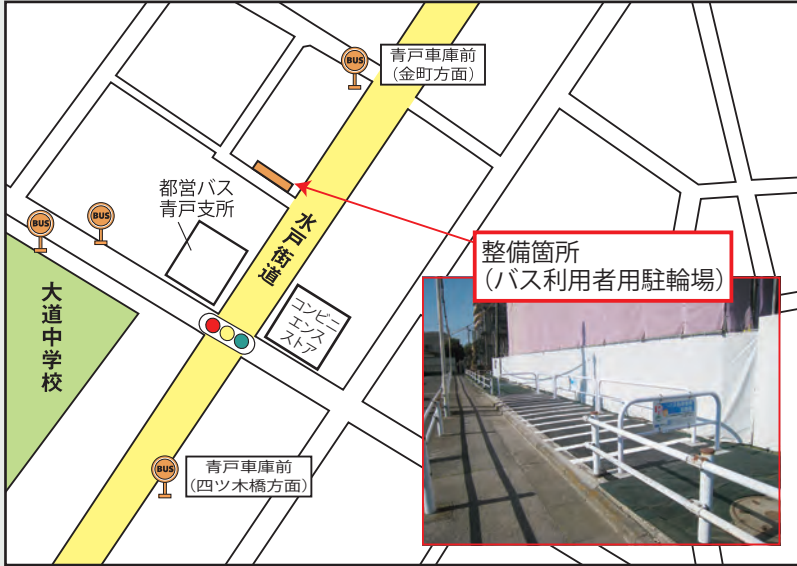 BUS
青戸車庫前
(金町方面)
都営バス
青戸支所
BUS
BUS
水戸街道
整備箇所
(バス利用者用駐輪場)
大道中学校
コンビニ
エンス
ストア
BUS
青戸車庫前
(四ツ木橋方面)